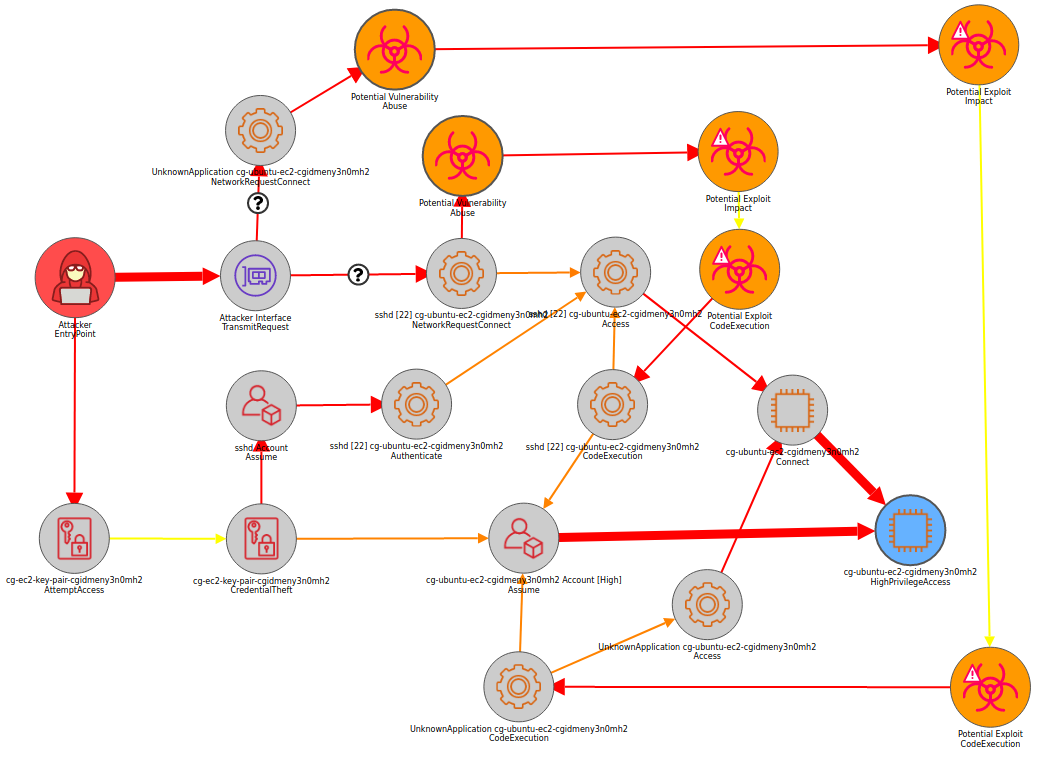 Potential Vulnerability
Abuse
Potential Exploit
Impact
UnknownApplication cg-ubuntu-ec2-cgidmeny3n0mh2
NetworkRequestConnect
Potential Vulnerability
Abuse
Potential Exploit
Impact
?
?
Attacker
EntryPoint
Attacker Interface
TransmitRequest
sshd [22] cg-ubuntu-ec2-cgidmeny3n0mh2
NetworkRequestConnect
sshd [22] cg-ubuntu-ec2-cgidmeny3n0mh2
Access
Potential Exploit
CodeExecution
sshd Account
Assume
sshd [22] cg-ubuntu-ec2-cgidmeny3n0mh2
Authenticate
sshd [22] cg-ubuntu-ec2-cgidmeny3n0mh2
CodeExecution
cg-ubuntu-ec2-cgidmeny3n0mh2
Connect
cg-ec2-key-pair-cgidmeny3n0mh2
AttemptAccess
cg-ec2-key-pair-cgidmeny3n0mh2
CredentialTheft
cg-ubuntu-ec2-cgidmeny3n0mh2 Account [High]
Assume
cg-ubuntu-ec2-cgidmeny3n0mh2
HighPrivilegeAccess
UnknownApplication cg-ubuntu-ec2-cgidmeny3n0mh2
Access
UnknownApplication cg-ubuntu-ec2-cgidmeny3n0mh2
CodeExecution
Potential Exploit
CodeExecution